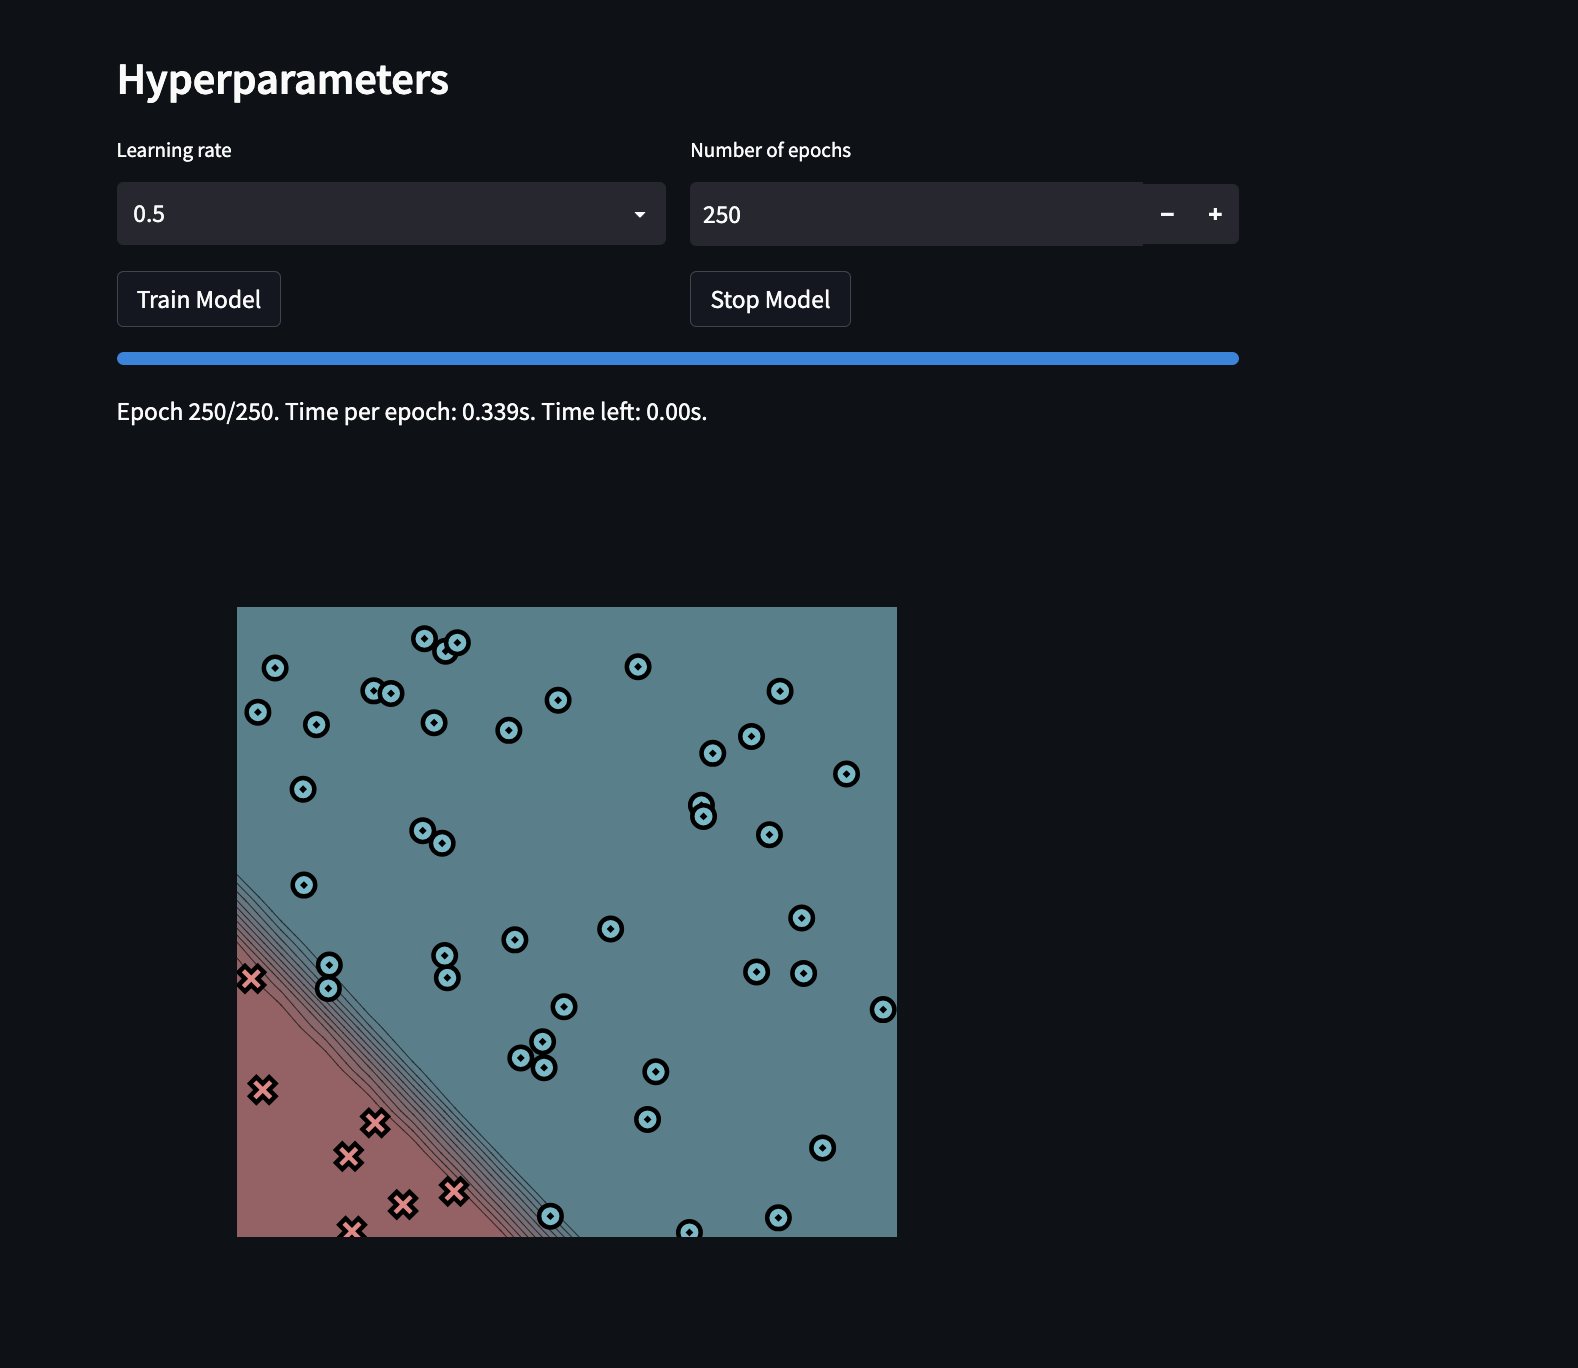 Hyperparameters
Learning rate
Number of epochs
0.5
250
Train Model
Stop Model
Epoch 250/250. Time per epoch: 0.339s. Time left: 0.00s.